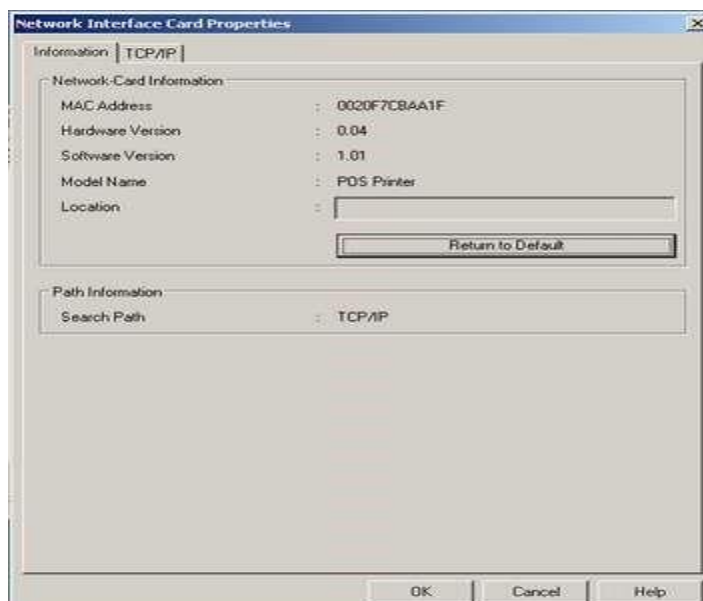 Network Interface Card Properties
Information TCP/IP
Network-Card Information
MAC Address : 0020F7CBAA1F
Hardware Version : 0.04
Software Version : 1.01
Model Name : POS Printer
Location :
Return to Default
Path Information
Search Path : TCP/IP
OK Cancel Help